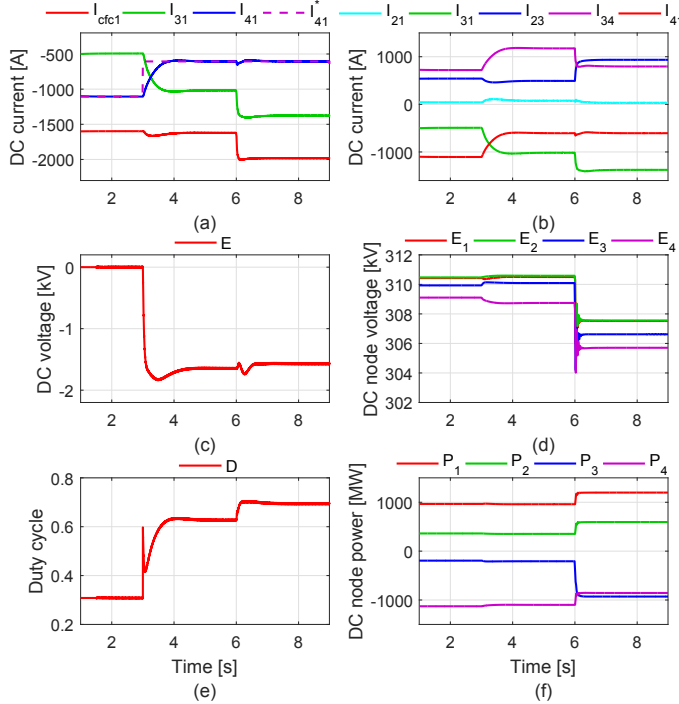 I_cfc1 I_31 I_41 I*_41
DC current [A]
-500
-1000
-1500
-2000
2 4 6 8
(a)
I_21 I_31 I_23 I_34 I_41
DC current [A]
1000
0
-1000
2 4 6 8
(b)
E
DC voltage [kV]
0
-1
-2
2 4 6 8
(c)
E_1 E_2 E_3 E_4
DC node voltage [kV]
312
310
308
306
304
302
2 4 6 8
(d)
D
Duty cycle
0.8
0.6
0.4
0.2
2 4 6 8
Time [s]
(e)
P_1 P_2 P_3 P_4
DC node power [MW]
1000
0
-1000
2 4 6 8
Time [s]
(f)